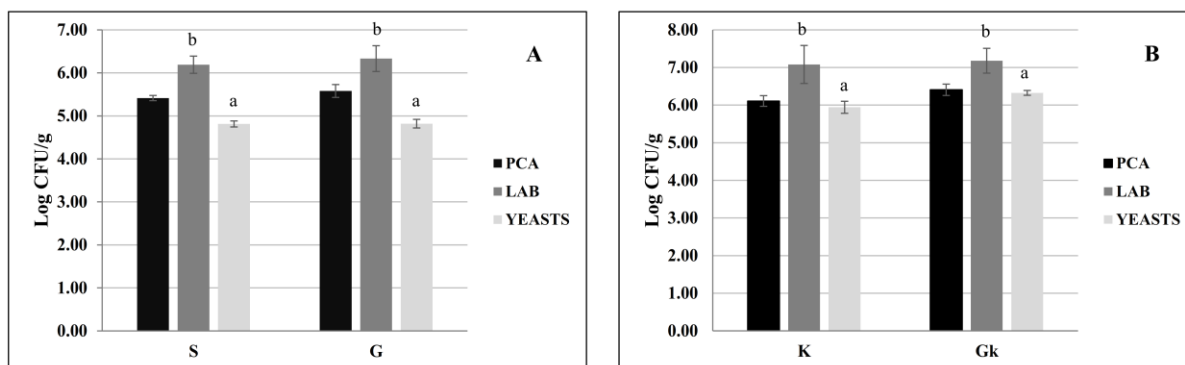 A
Log CFU/g
7.00
6.00
5.00
4.00
3.00
2.00
1.00
0.00
b
a
b
a
S
G
PCA
LAB
YEASTS
B
Log CFU/g
8.00
7.00
6.00
5.00
4.00
3.00
2.00
1.00
0.00
b
a
b
a
K
Gk
PCA
LAB
YEASTS